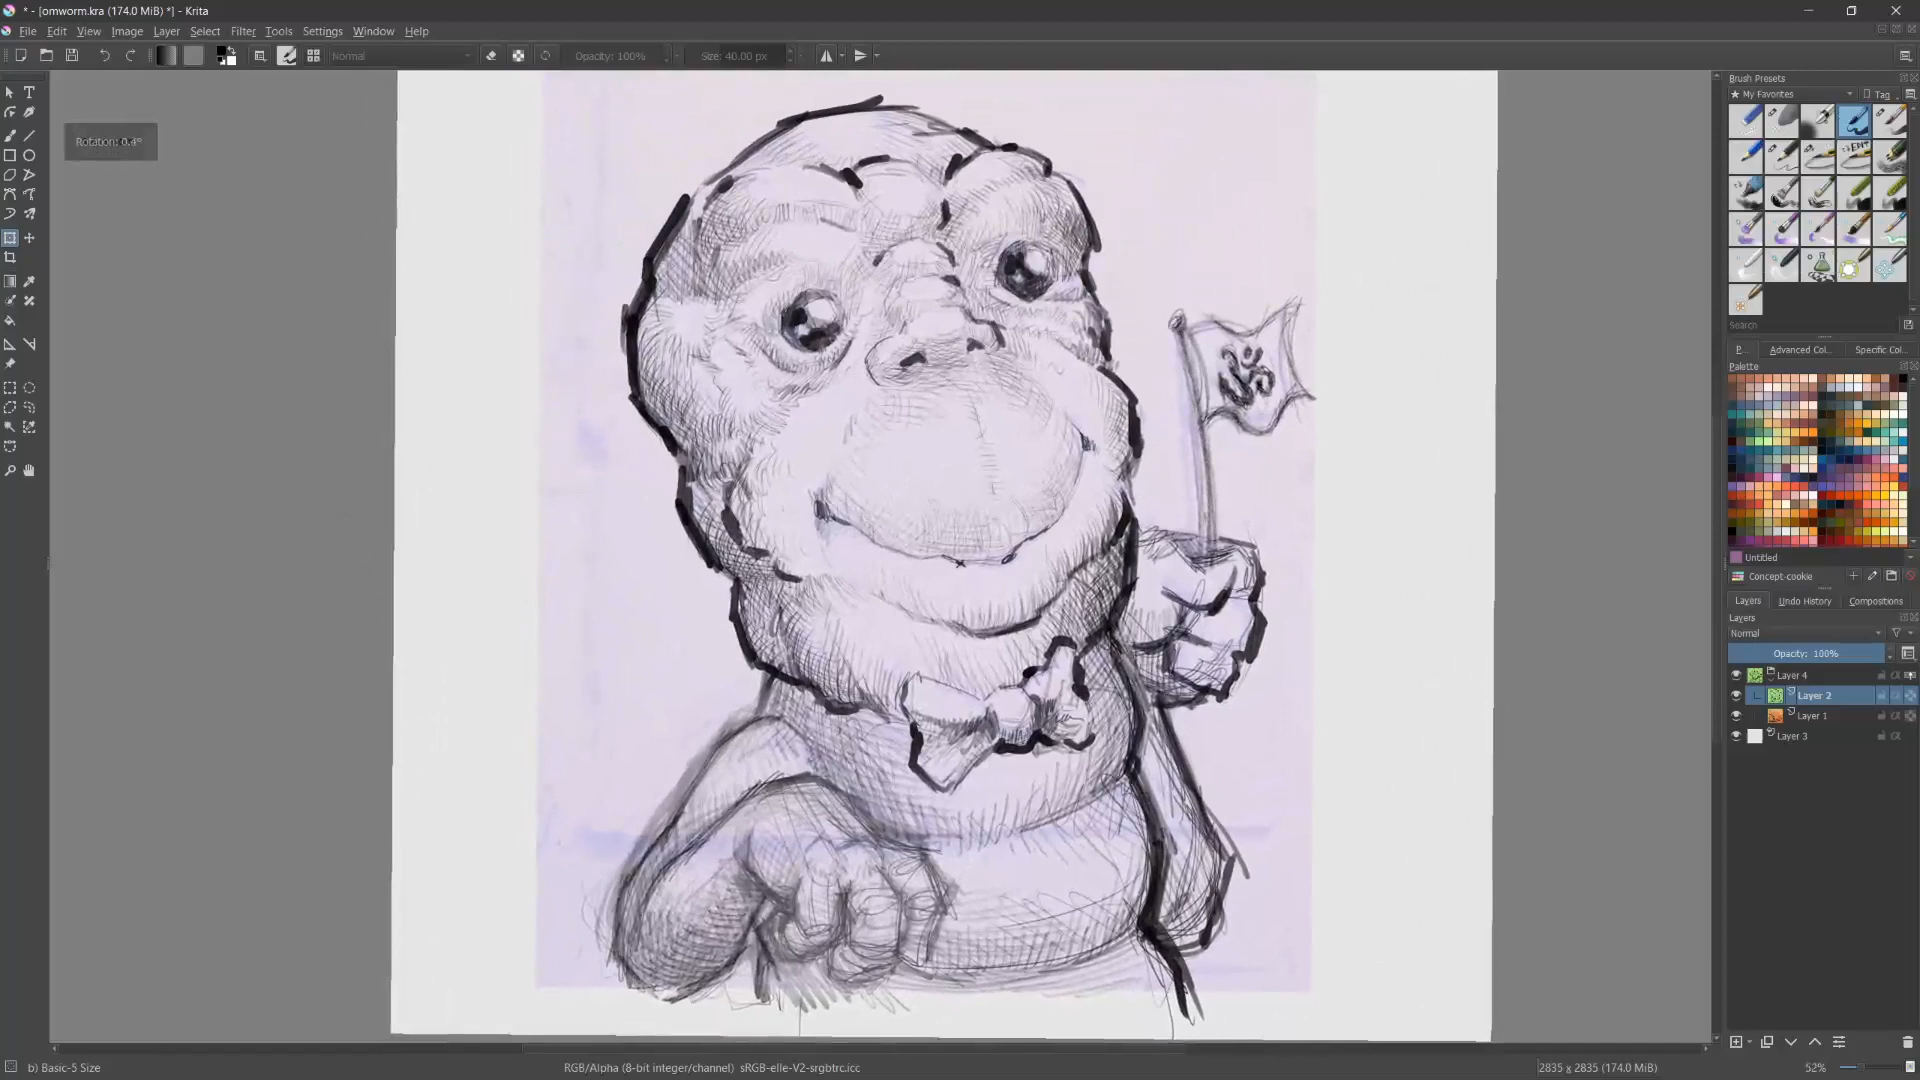 * - [omworm.kra (174.0 MiB) *] - Krita
File Edit View Image Layer Select Filter Tools Settings Window Help
Normal Opacity: 100% Size: 40.00 px
Rotation: 0.4°
ॐ
Brush Presets
My Favorites Tag
Search
P... Advanced Col... Specific Col...
Palette
Untitled
Concept-cookie
Layers Undo History Compositions
Layers
Normal
Opacity: 100%
Layer 4
Layer 2
Layer 1
Layer 3
b) Basic-5 Size RGB/Alpha (8-bit integer/channel) sRGB-elle-V2-srgbtrc.icc 2835 x 2835 (174.0 MiB) 52%